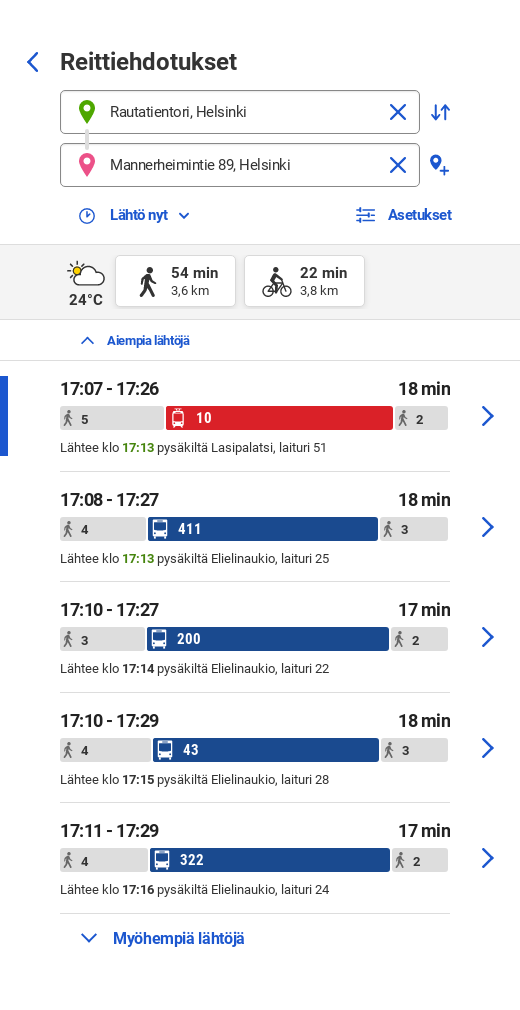 Reittiehdotukset
Rautatientori, Helsinki
Mannerheimintie 89, Helsinki
Lähtö nyt Asetukset
24°C
54 min
3,6 km
22 min
3,8 km
Aiempia lähtöjä
17:07 - 17:26 18 min
5 10 2
Lähtee klo 17:13 pysäkiltä Lasipalatsi, laituri 51
17:08 - 17:27 18 min
4 411 3
Lähtee klo 17:13 pysäkiltä Elielinaukio, laituri 25
17:10 - 17:27 17 min
3 200 2
Lähtee klo 17:14 pysäkiltä Elielinaukio, laituri 22
17:10 - 17:29 18 min
4 43 3
Lähtee klo 17:15 pysäkiltä Elielinaukio, laituri 28
17:11 - 17:29 17 min
4 322 2
Lähtee klo 17:16 pysäkiltä Elielinaukio, laituri 24
Myöhempiä lähtöjä